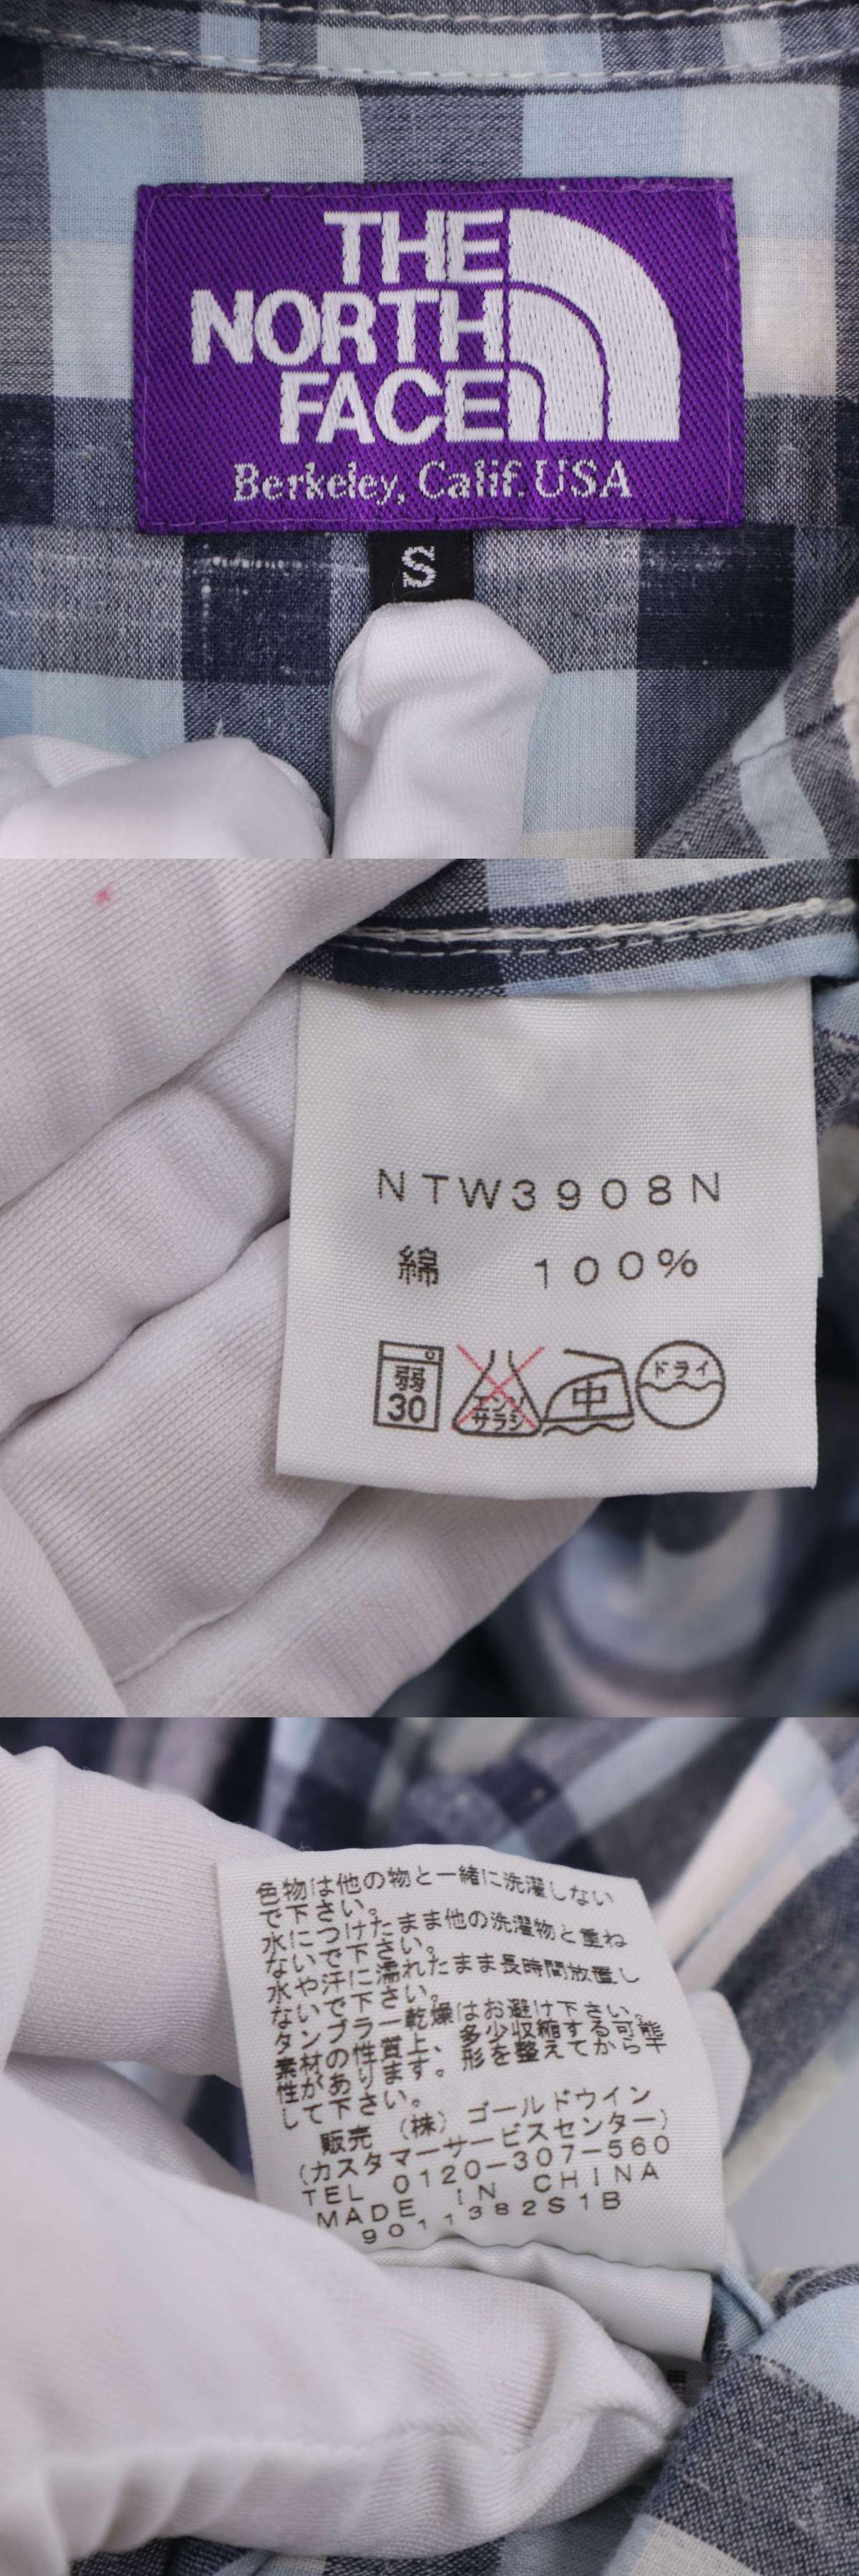 THE
NORTH
FACE
Berkeley, Calif. USA
S
NTW3908N
綿 100%
弱
30
エンソ
サラシ
中
ドライ
色物は他の物と一緒に洗濯しない
で下さい。
水につけたまま他の洗濯物と重ね
ないで下さい。
水や汗に濡れたまま長時間放置し
ないで下さい。
タンブラー乾燥はお避け下さい。
素材の性質上、多少収縮する可能
性があります。形を整えてから干
して下さい。
販売 (株) ゴールドウイン
(カスタマーサービスセンター)
TEL 0120-307-560
MADE IN CHINA
9011382S1B